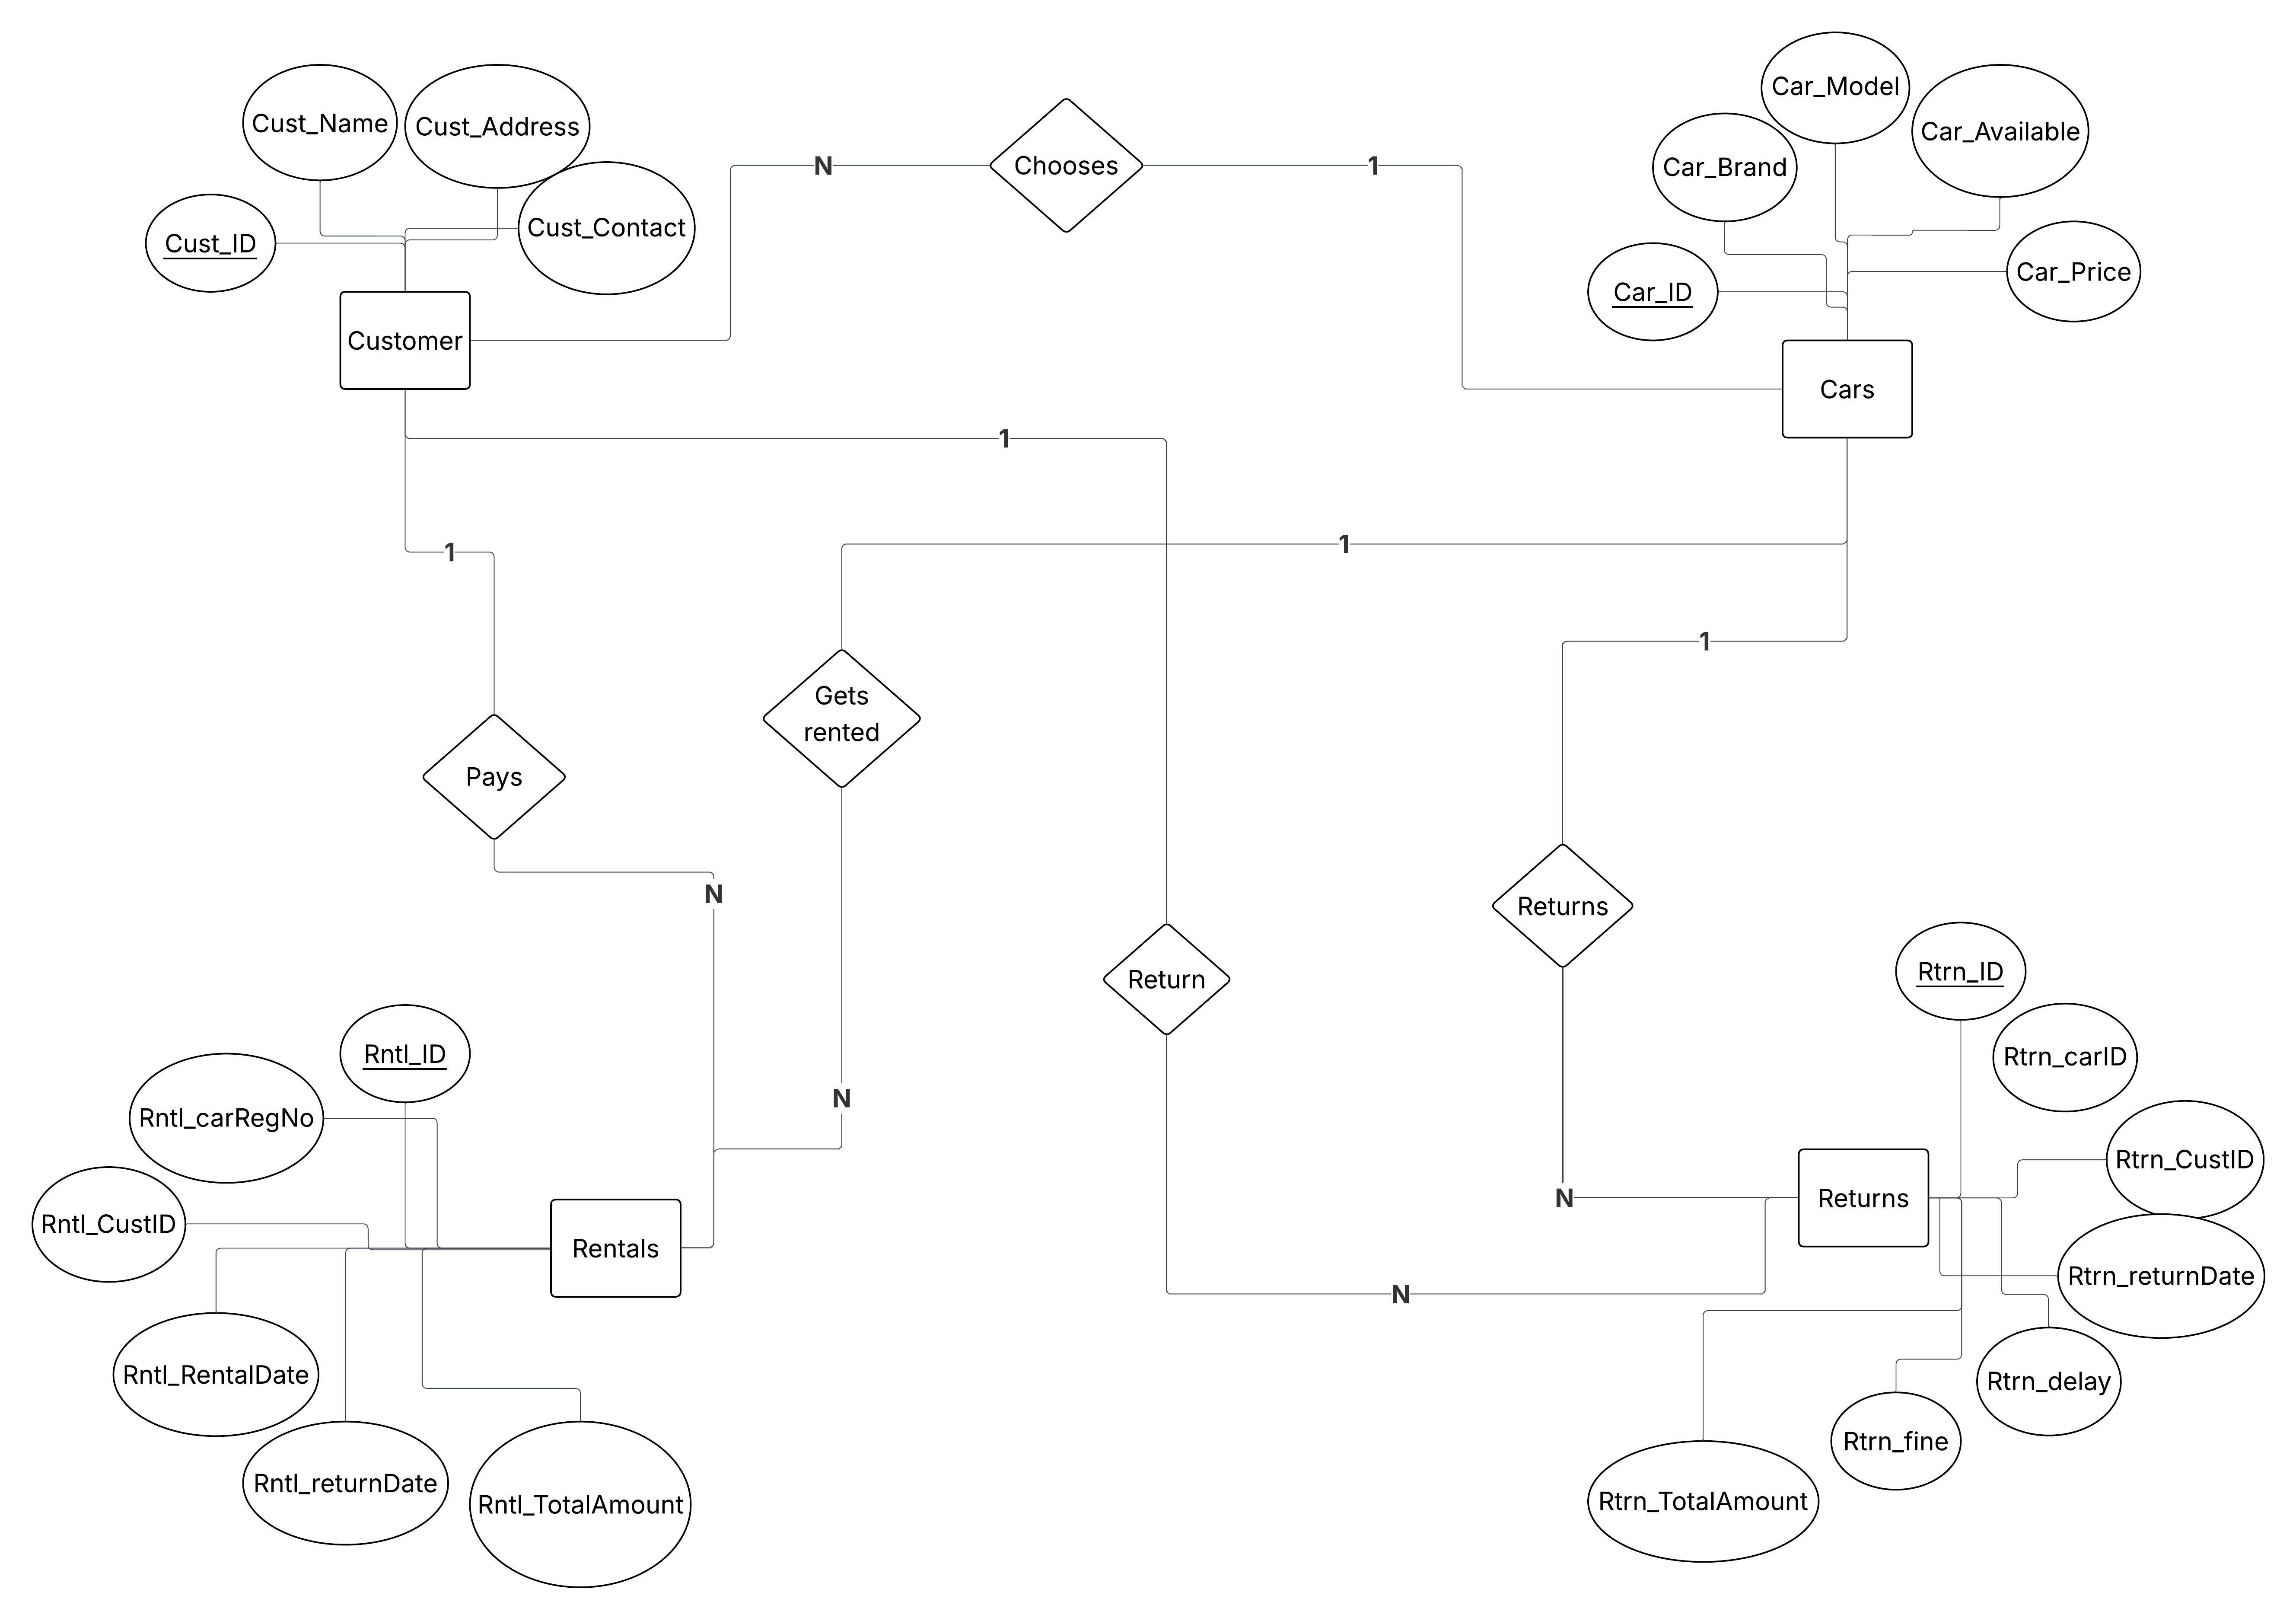 Car_Model
Cust_Name
Cust_Address
Car_Available
Chooses
N
1
Car_Brand
Cust_Contact
Cust_ID
Car_Price
Car_ID
Customer
Cars
1
1
1
1
Gets
rented
Pays
N
Returns
Rtrn_ID
Return
Rntl_ID
Rtrn_carID
N
Rntl_carRegNo
Rtrn_CustID
N
Returns
Rntl_CustID
Rentals
Rtrn_returnDate
N
Rntl_RentalDate
Rtrn_delay
Rtrn_fine
Rntl_returnDate
Rtrn_TotalAmount
Rntl_TotalAmount